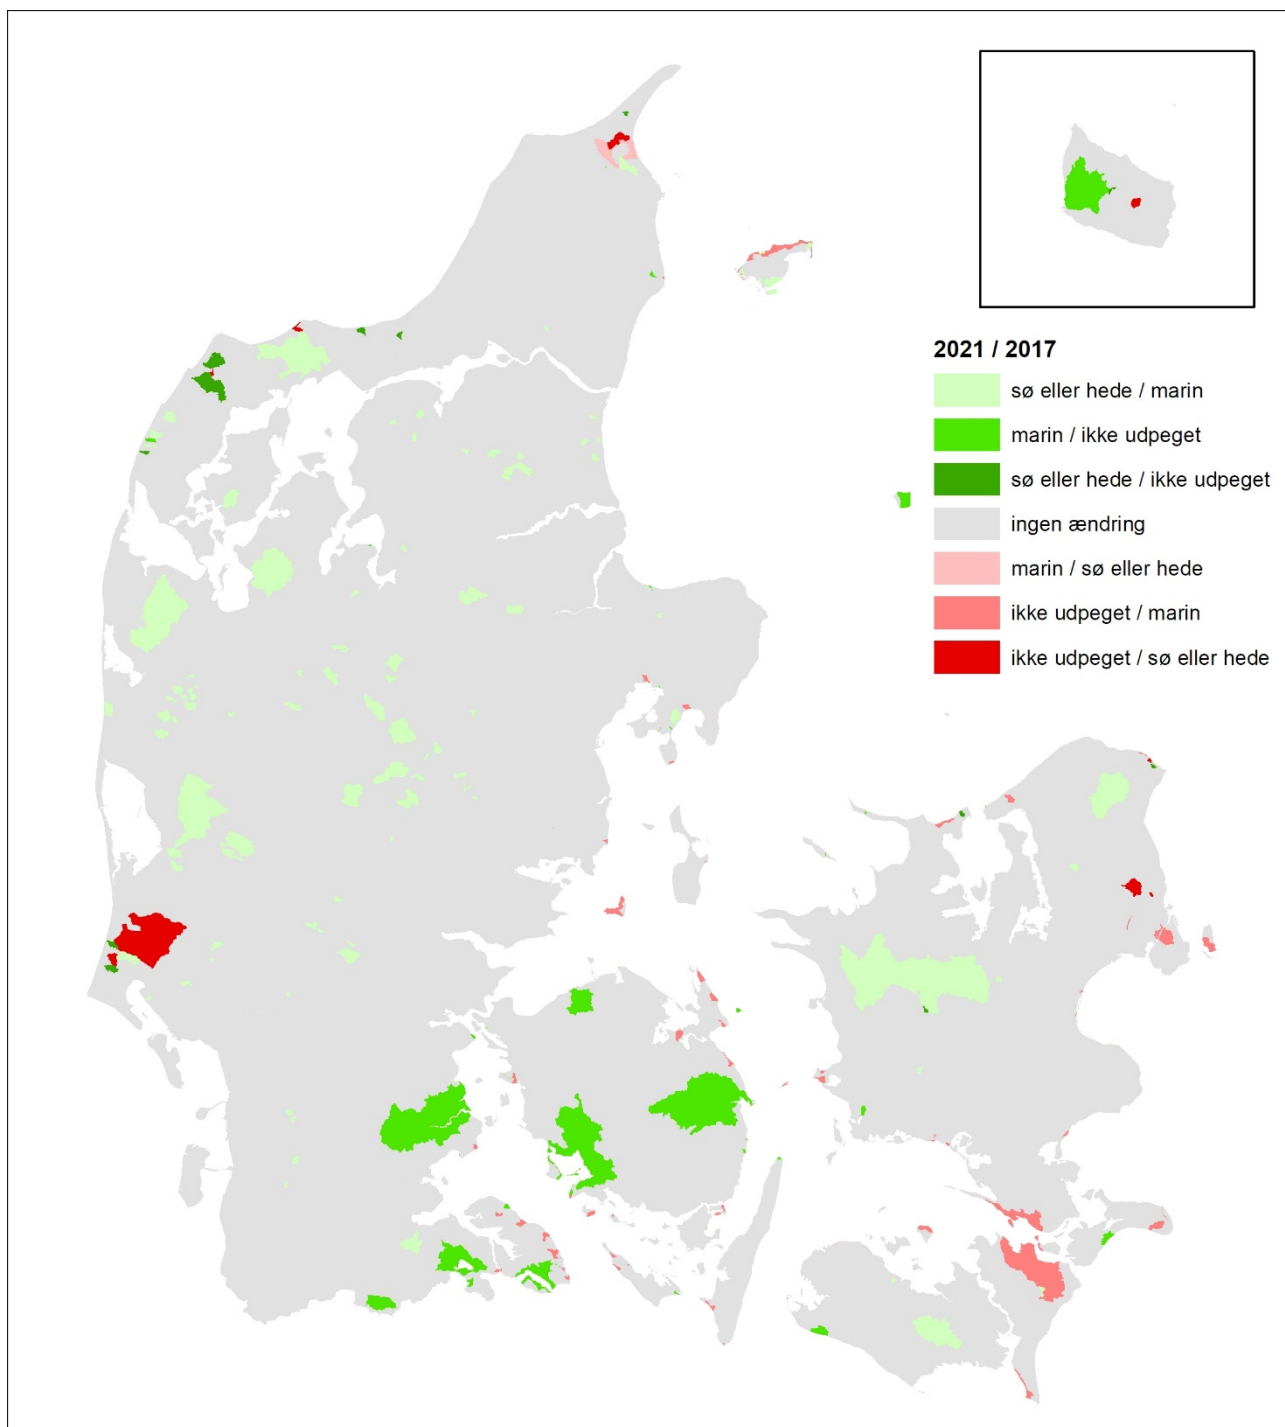 2021 / 2017
sø eller hede / marin
marin / ikke udpeget
sø eller hede / ikke udpeget
ingen ændring
marin / sø eller hede
ikke udpeget / marin
ikke udpeget / sø eller hede